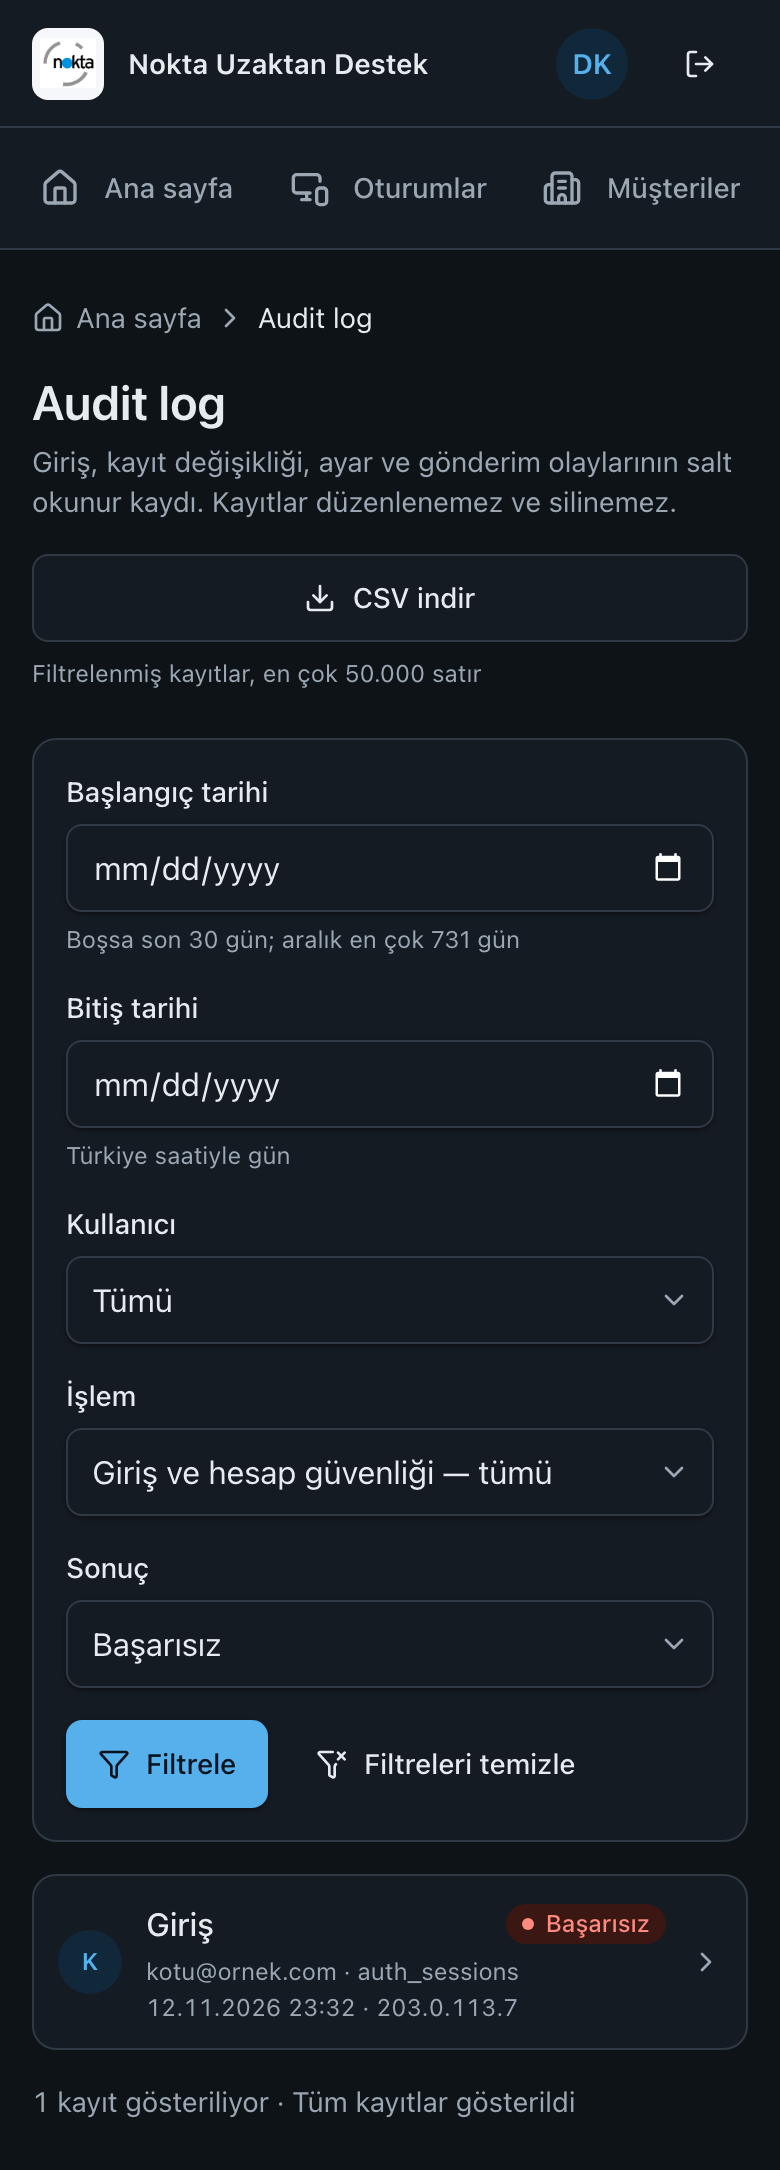 nokta
Nokta Uzaktan Destek
DK
Ana sayfa
Oturumlar
Müşteriler
Ana sayfa
Audit log
Audit log
Giriş, kayıt değişikliği, ayar ve gönderim olaylarının salt
okunur kaydı. Kayıtlar düzenlenemez ve silinemez.
CSV indir
Filtrelenmiş kayıtlar, en çok 50.000 satır
Başlangıç tarihi
mm/dd/yyyy
Boşsa son 30 gün; aralık en çok 731 gün
Bitiş tarihi
mm/dd/yyyy
Türkiye saatiyle gün
Kullanıcı
Tümü
İşlem
Giriş ve hesap güvenliği — tümü
Sonuç
Başarısız
Filtrele
Filtreleri temizle
Giriş
Başarısız
K
kotu@ornek.com · auth_sessions
12.11.2026 23:32 · 203.0.113.7
1 kayıt gösteriliyor · Tüm kayıtlar gösterildi